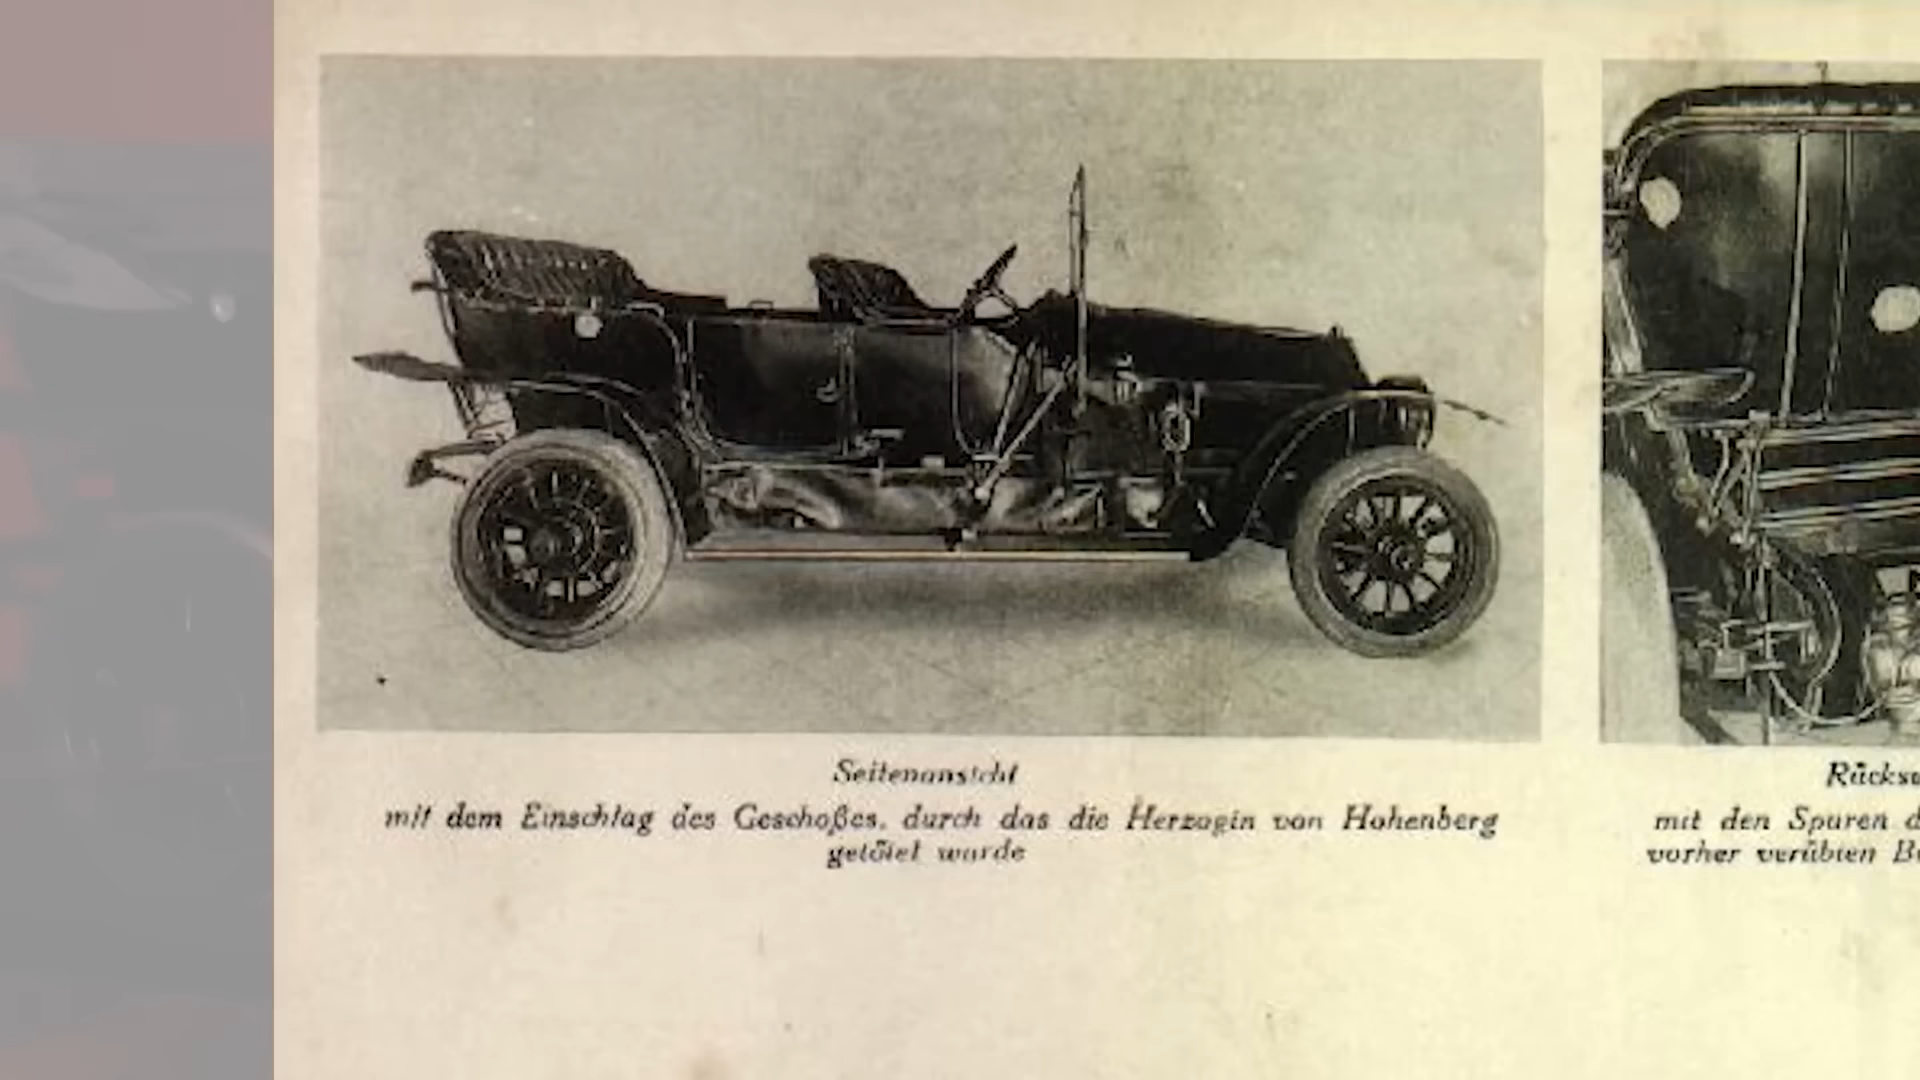 Seitenansicht
mit dem Einschlag des Geschoßes, durch das die Herzogin von Hohenberg
getötet wurde
mit den Spuren
vorher verübten